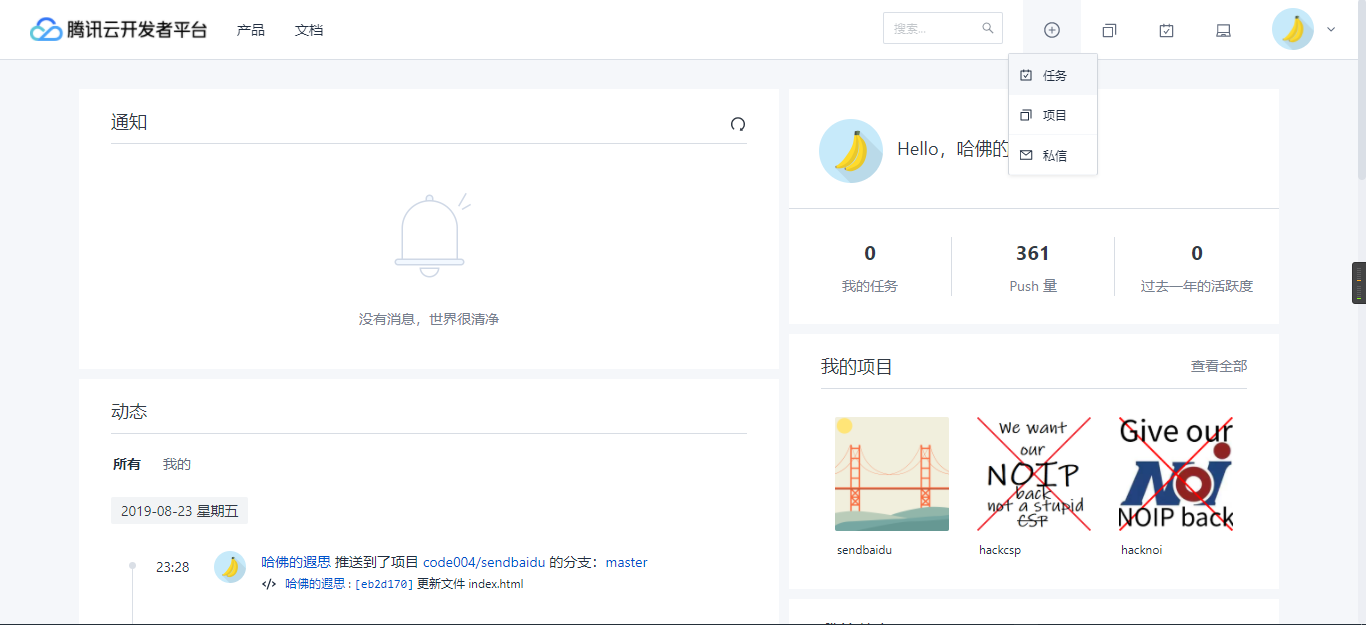 腾讯云开发者平台
产品
文档
搜索...
任务
项目
私信
通知
没有消息，世界很清净
Hello，哈佛的
0
我的任务
361
Push 量
0
过去一年的活跃度
我的项目
查看全部
We want
our
NOIP
back
not a stupid
CSP
sendbaidu
hackcsp
Give our
NOI
NOIP back
hacknoi
动态
所有
我的
2019-08-23 星期五
23:28
哈佛的遐思 推送到了项目 code004/sendbaidu 的分支：master
</> 哈佛的遐思 : [eb2d170] 更新文件 index.html